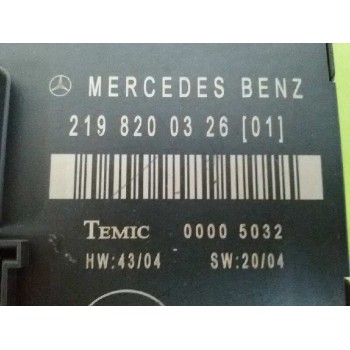 MERCEDES BENZ
219 820 03 26 [01]
TEMIC 0000 5032
HW:43/04 SW:20/04